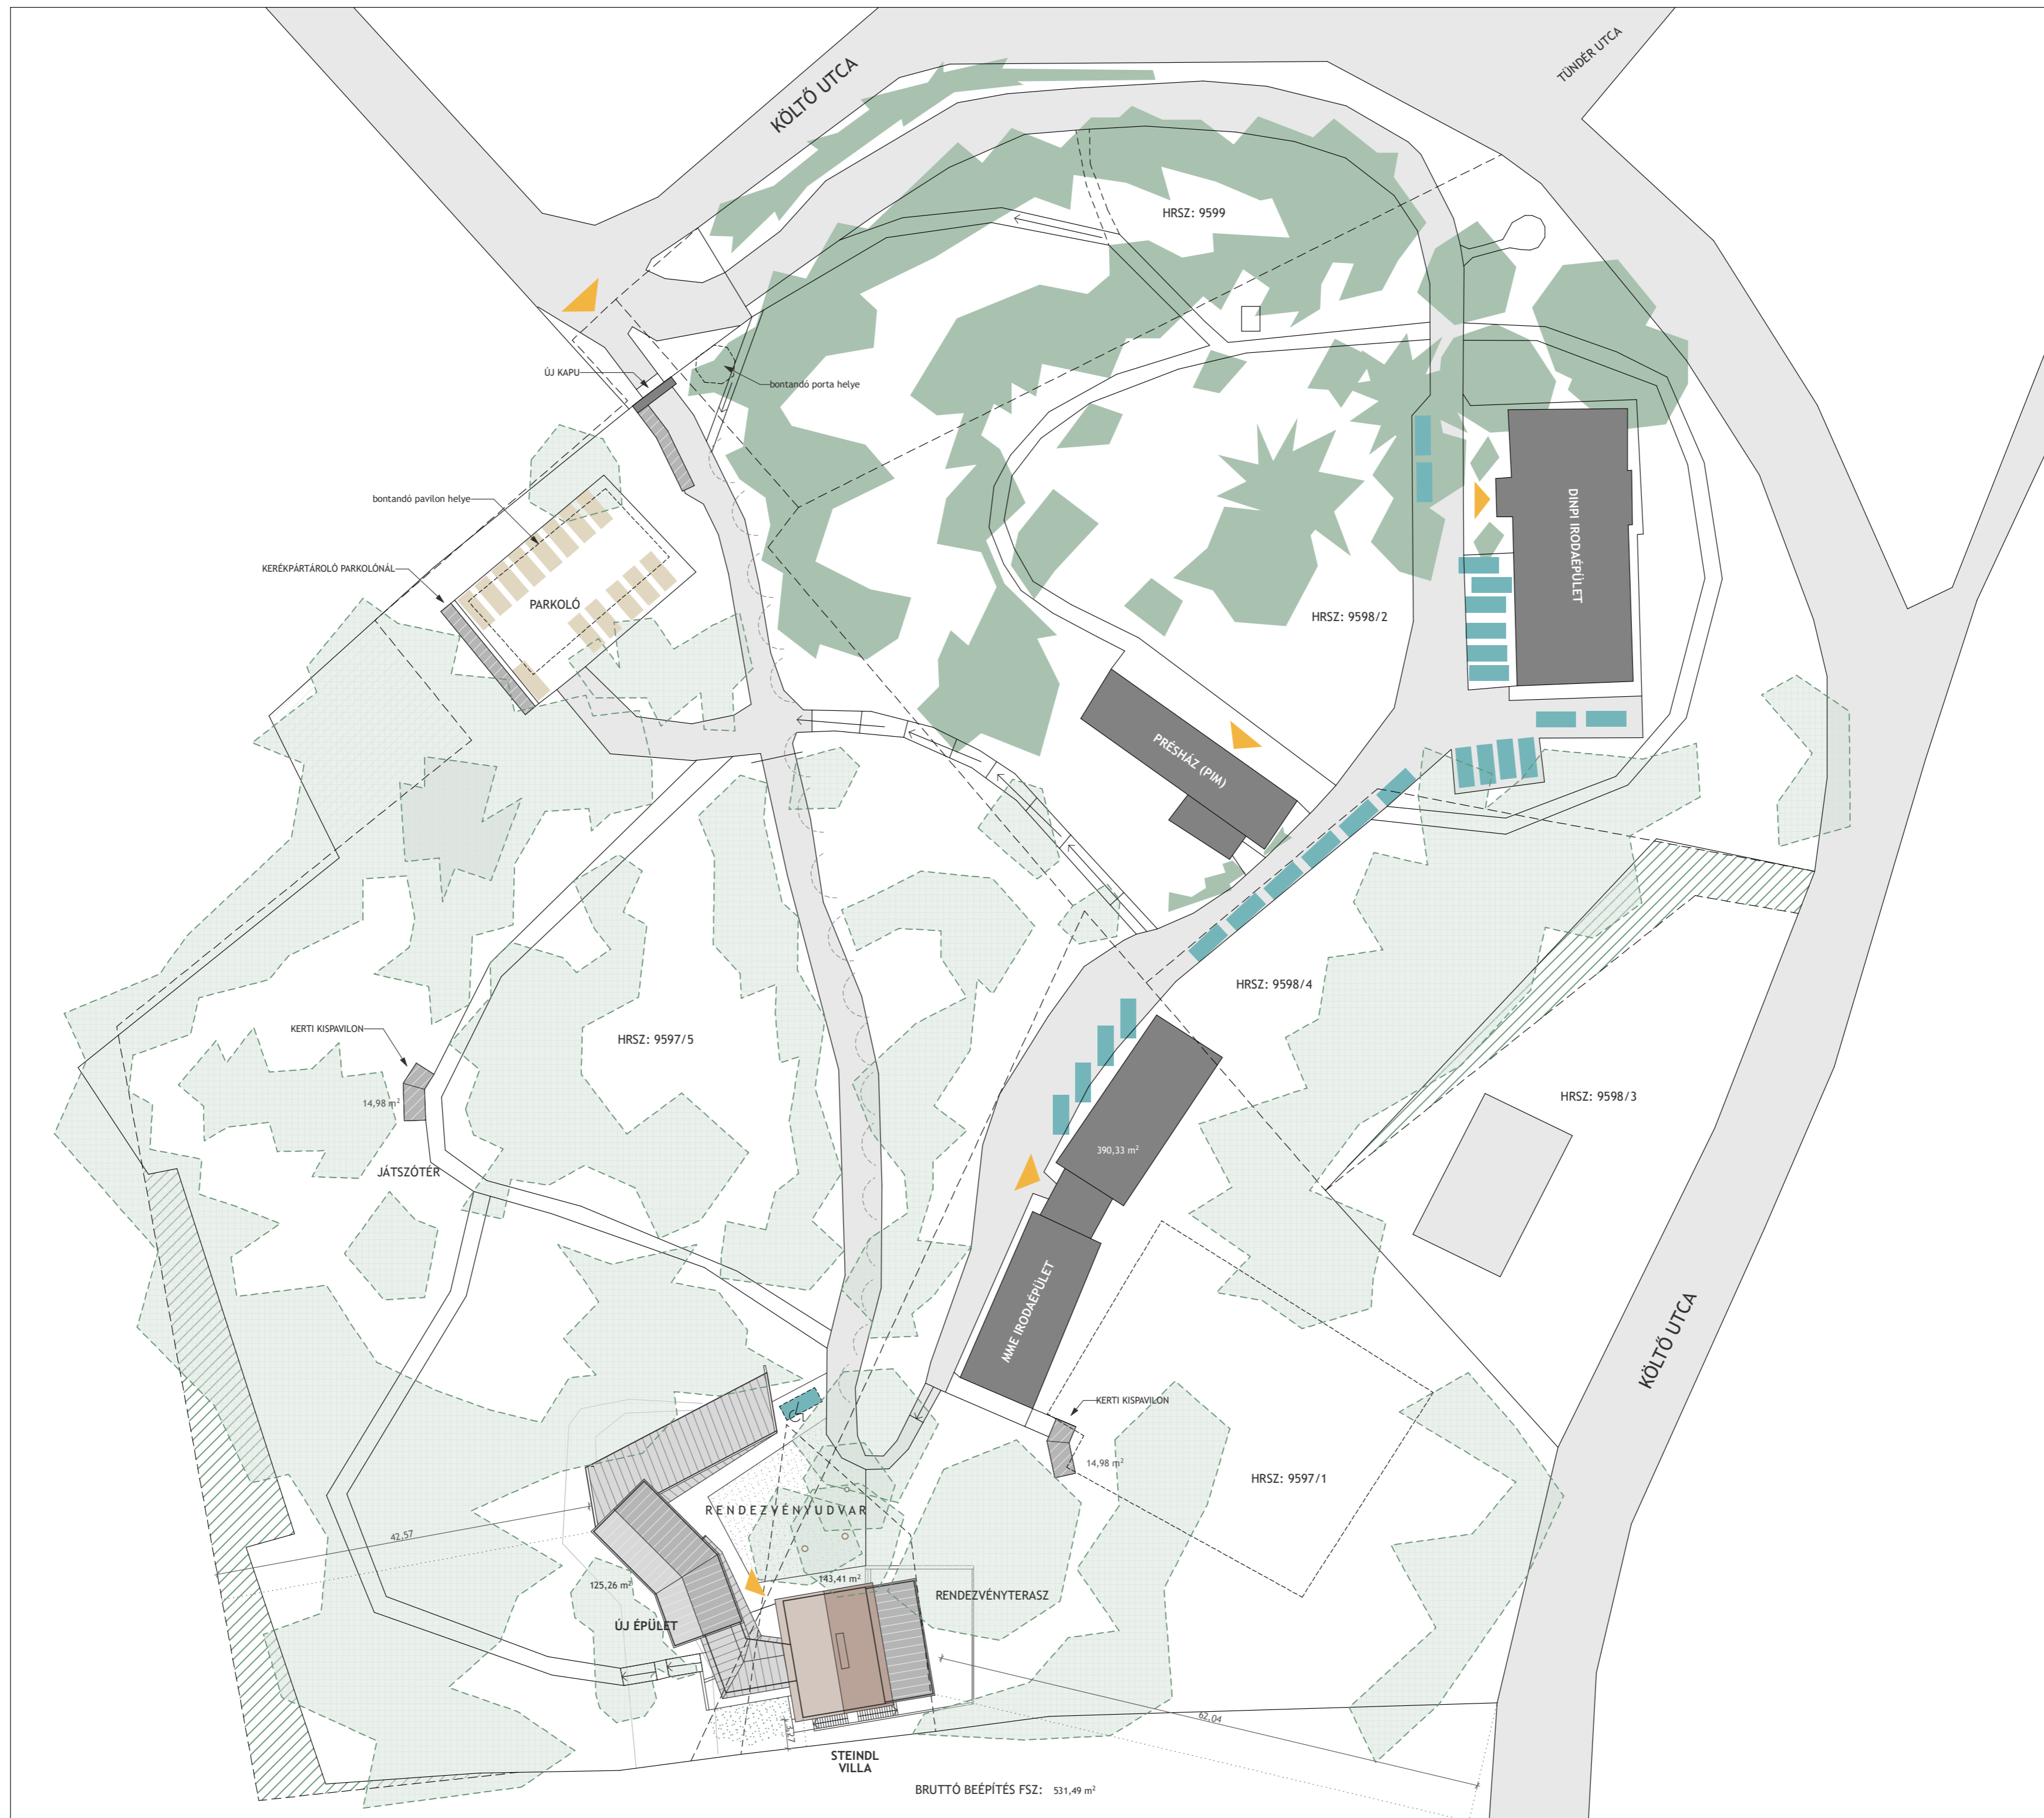 KÖLTŐ UTCA
TÜNDÉR UTCA
HRSZ: 9599
ÚJ KAPU
bontandó porta helye
bontandó pavilon helye
KERÉKPÁRTÁROLÓ PARKOLÓNÁL
PARKOLÓ
DINPI IRODAÉPÜLET
HRSZ: 9598/2
PRÉSHÁZ (PIM)
HRSZ: 9598/4
KERTI KISPAVILON
HRSZ: 9597/5
14,98 m²
HRSZ: 9598/3
390,33 m²
JÁTSZÓTÉR
MME IRODAÉPÜLET
KÖLTŐ UTCA
KERTI KISPAVILON
14,98 m²
HRSZ: 9597/1
RENDEZVÉNYUDVAR
42,57
125,26 m²
143,41 m²
RENDEZVÉNYTERASZ
ÚJ ÉPÜLET
62,04
STEINDL
VILLA
BRUTTÓ BEÉPÍTÉS FSZ: 531,49 m²